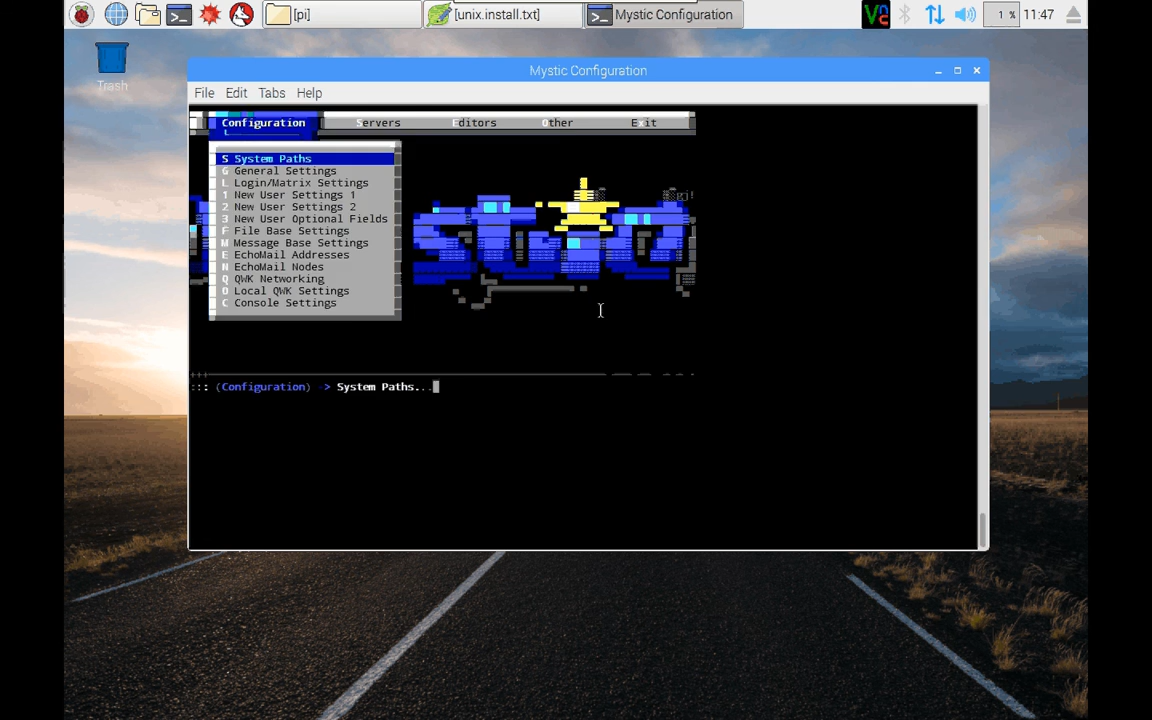 [pi]
[unix.install.txt]
Mystic Configuration
1 %
11:47
Trash
Mystic Configuration
File Edit Tabs Help
Configuration Servers Editors Other Exit
S System Paths
G General Settings
L Login/Matrix Settings
1 New User Settings 1
2 New User Settings 2
3 New User Optional Fields
F File Base Settings
M Message Base Settings
E EchoMail Addresses
N EchoMail Nodes
Q QWK Networking
O Local QWK Settings
C Console Settings
::: (Configuration) -> System Paths...